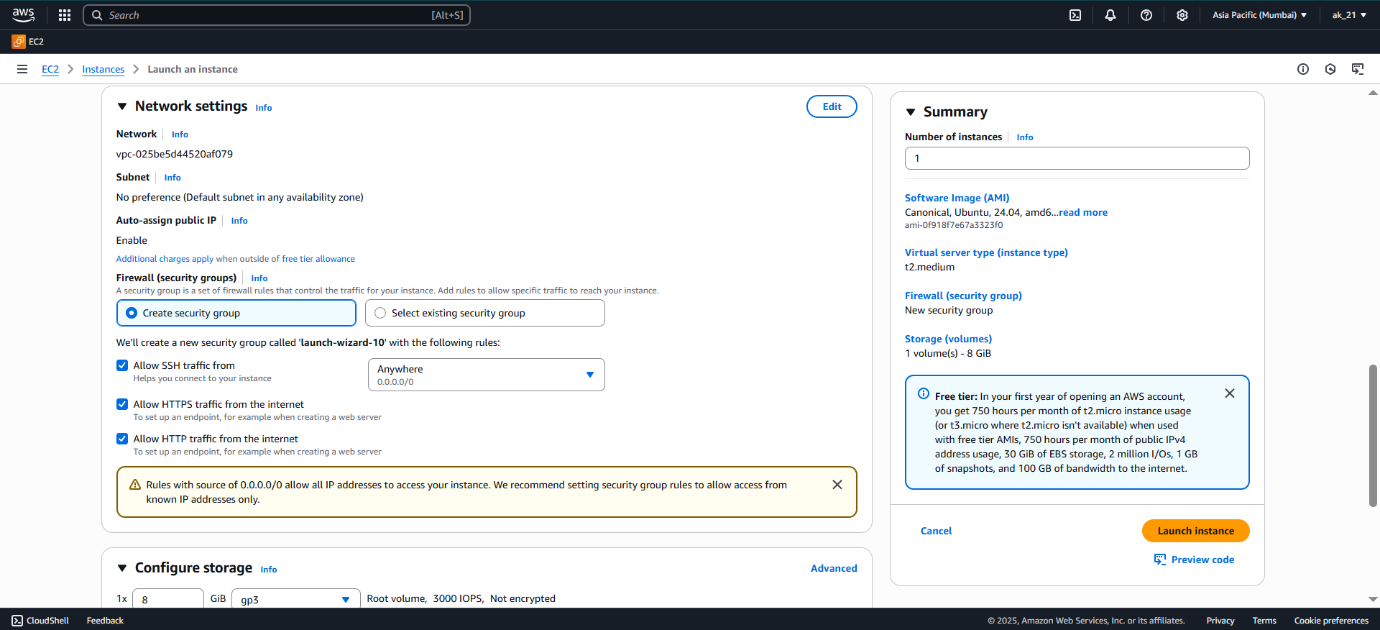 aws
Search [Alt+S]
Asia Pacific (Mumbai) ak_21
EC2
EC2 Instances Launch an instance
Network settings Info
Edit
Network Info
vpc-025be5d44520af079
Subnet Info
No preference (Default subnet in any availability zone)
Auto-assign public IP Info
Enable
Additional charges apply when outside of free tier allowance
Firewall (security groups) Info
A security group is a set of firewall rules that control the traffic for your instance. Add rules to allow specific traffic to reach your instance.
Create security group
Select existing security group
We'll create a new security group called 'launch-wizard-10' with the following rules:
Allow SSH traffic from
Helps you connect to your instance
Anywhere
0.0.0.0/0
Allow HTTPS traffic from the internet
To set up an endpoint, for example when creating a web server
Allow HTTP traffic from the internet
To set up an endpoint, for example when creating a web server
Rules with source of 0.0.0.0/0 allow all IP addresses to access your instance. We recommend setting security group rules to allow access from
known IP addresses only.
Configure storage Info
Advanced
1x 8 GiB gp3 Root volume, 3000 IOPS, Not encrypted
Summary
Number of instances Info
1
Software Image (AMI)
Canonical, Ubuntu, 24.04, amd6...read more
ami-0f918f7e67a3323f0
Virtual server type (instance type)
t2.medium
Firewall (security group)
New security group
Storage (volumes)
1 volume(s) - 8 GiB
Free tier: In your first year of opening an AWS account,
you get 750 hours per month of t2.micro instance usage
(or t3.micro where t2.micro isn't available) when used
with free tier AMIs, 750 hours per month of public IPv4
address usage, 30 GiB of EBS storage, 2 million I/Os, 1 GB
of snapshots, and 100 GB of bandwidth to the internet.
Cancel
Launch instance
Preview code
CloudShell Feedback
© 2025, Amazon Web Services, Inc. or its affiliates. Privacy Terms Cookie preferences